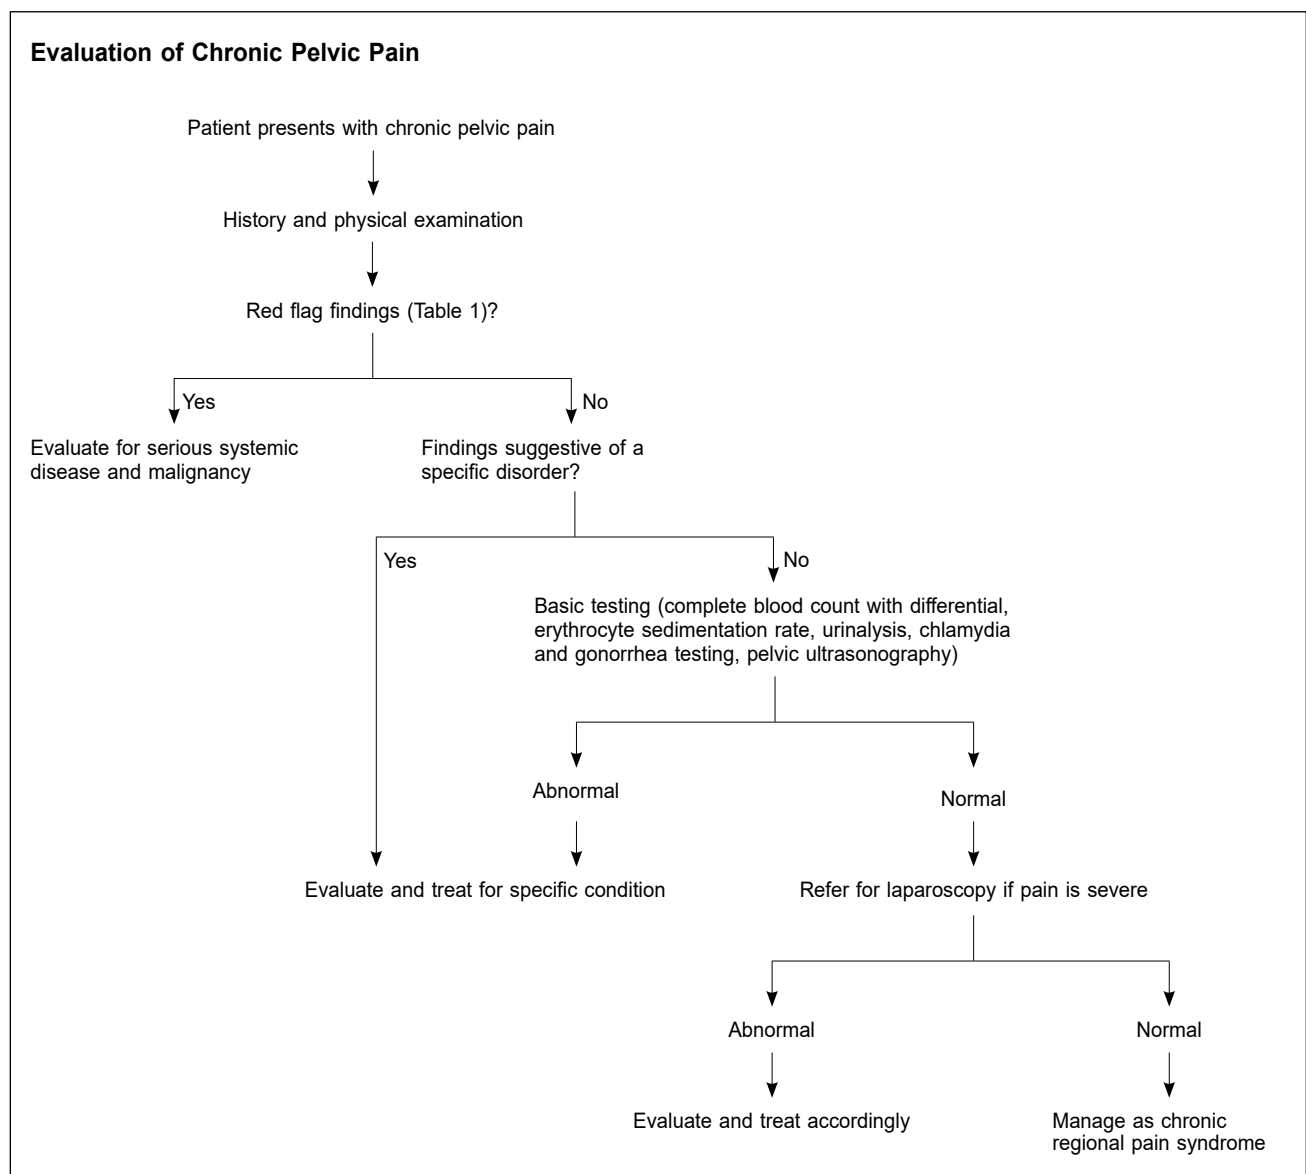 Evaluation of Chronic Pelvic Pain
Patient presents with chronic pelvic pain
History and physical examination
Red flag findings (Table 1)?
Yes
No
Evaluate for serious systemic
disease and malignancy
Findings suggestive of a
specific disorder?
Yes
No
Basic testing (complete blood count with differential,
erythrocyte sedimentation rate, urinalysis, chlamydia
and gonorrhea testing, pelvic ultrasonography)
Abnormal
Normal
Evaluate and treat for specific condition
Refer for laparoscopy if pain is severe
Abnormal
Normal
Evaluate and treat accordingly
Manage as chronic
regional pain syndrome